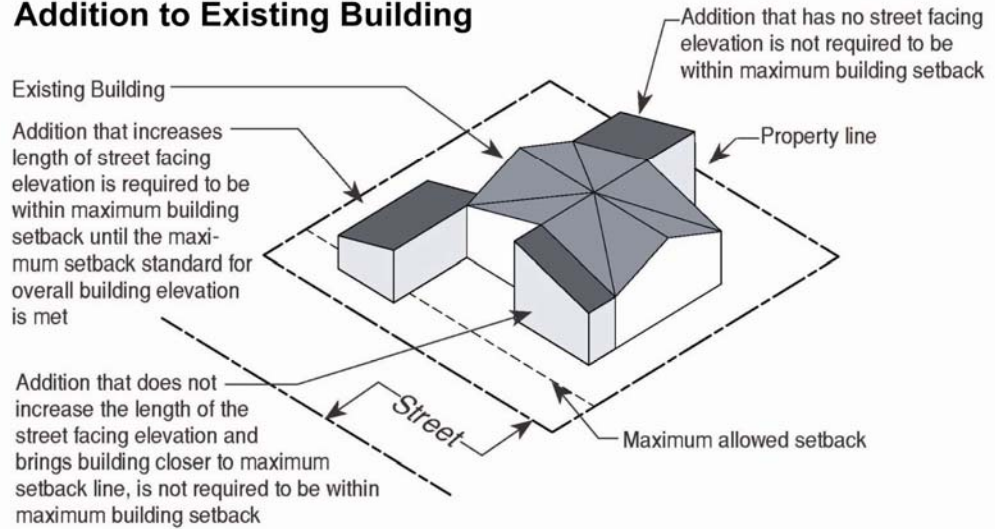 Addition to Existing Building
Addition that has no street facing
elevation is not required to be
within maximum building setback
Existing Building
Addition that increases
length of street facing
elevation is required to be
within maximum building
setback until the maxi-
mum setback standard for
overall building elevation
is met
Property line
Addition that does not
increase the length of the
street facing elevation and
brings building closer to maximum
setback line, is not required to be within
maximum building setback
Street
Maximum allowed setback